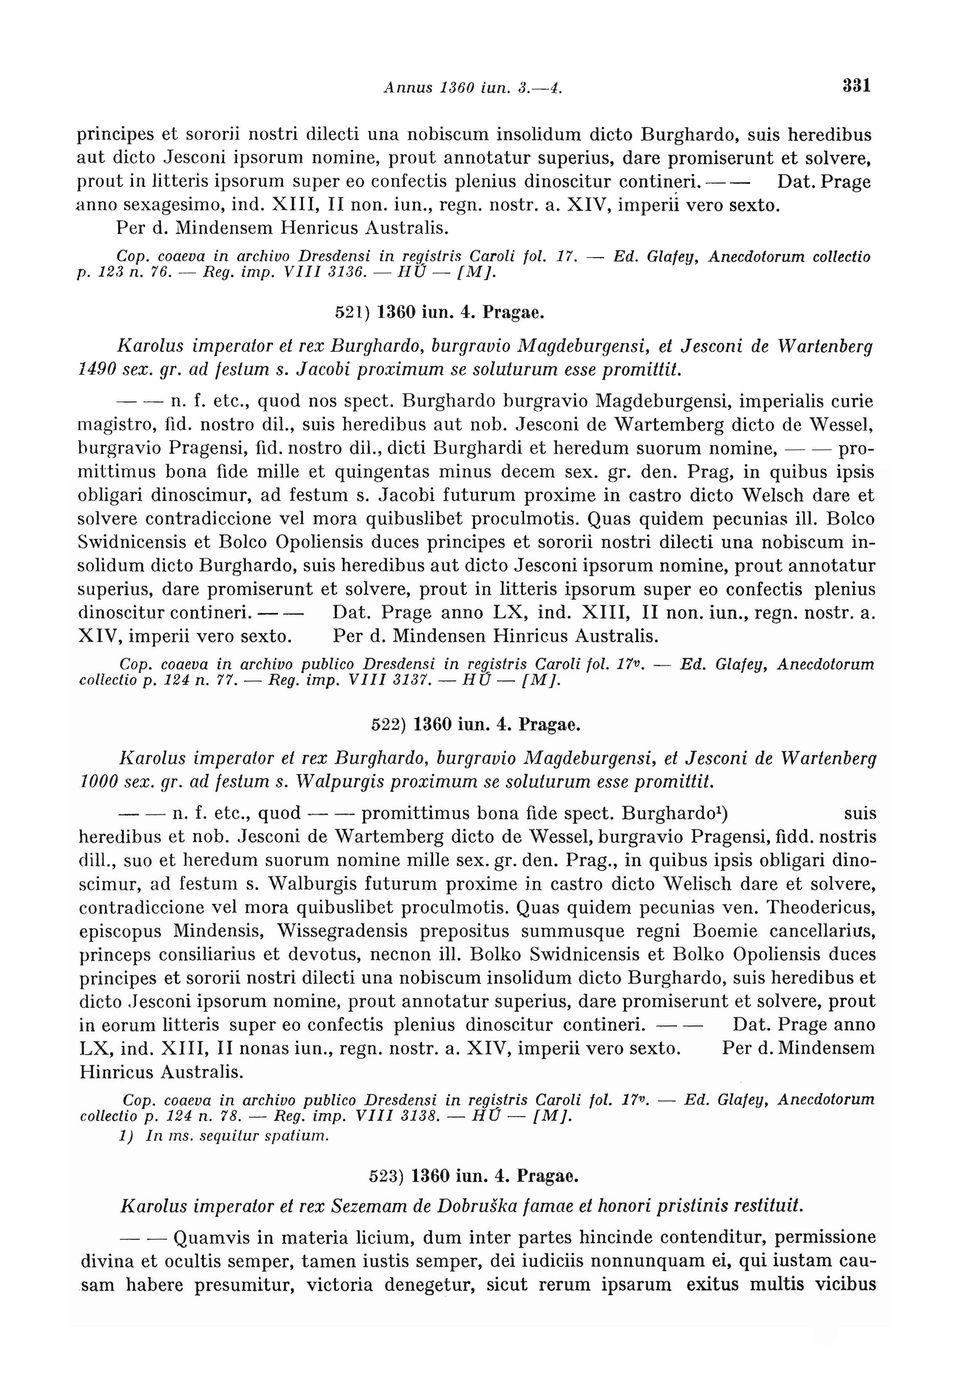 Annus 1360 iun. 3.—4. 331
principes et sororii nostri dilecti una nobiscum insolidum dicto Burghardo, suis heredibus
aut dicto Jesconi ipsorum nomine, prout annotatur superius, dare promiserunt et solvere,
prout in litteris ipsorum super eo confectis plenius dinoscitur contineri. — — Dat. Prage
anno sexagesimo, ind. XIII, II non. iun., regn. nostr. a. XIV, imperii vero sexto.
Per d. Mindensem Henricus Australis.
Cop. coaeva in archivo Dresdensi in registris Caroli fol. 17. — Ed. Glafey, Anecdotorum collectio
p. 123 n. 76. — Reg. imp. VIII 3136. — HÚ — [M].
521) 1360 iun. 4. Pragae.
Karolus imperator et rex Burghardo, burgravio Magdeburgensi, et Jesconi de Wartenberg
1490 sex. gr. ad festum s. Jacobi proximum se soluturum esse promittit.
— — n. f. etc., quod nos spect. Burghardo burgravio Magdeburgensi, imperialis curie
magistro, fid. nostro dil., suis heredibus aut nob. Jesconi de Wartemberg dicto de Wessel,
burgravio Pragensi, fid. nostro dil., dicti Burghardi et heredum suorum nomine, — — pro-
mittimus bona fide mille et quingentas minus decem sex. gr. den. Prag, in quibus ipsis
obligari dinoscimur, ad festum s. Jacobi futurum proxime in castro dicto Welsch dare et
solvere contradiccione vel mora quibuslibet proculmotis. Quas quidem pecunias ill. Bolco
Swidnicensis et Bolco Opoliensis duces principes et sororii nostri dilecti una nobiscum in-
solidum dicto Burghardo, suis heredibus aut dicto Jesconi ipsorum nomine, prout annotatur
superius, dare promiserunt et solvere, prout in litteris ipsorum super eo confectis plenius
dinoscitur contineri. — — Dat. Prage anno LX, ind. XIII, II non. iun., regn. nostr. a.
XIV, imperii vero sexto. Per d. Mindensen Hinricus Australis.
Cop. coaeva in archivo publico Dresdensi in registris Caroli fol. 17v. — Ed. Glafey, Anecdotorum
collectio p. 124 n. 77. — Reg. imp. VIII 3137. — HÚ — [M].
522) 1360 iun. 4. Pragae.
Karolus imperator et rex Burghardo, burgravio Magdeburgensi, et Jesconi de Wartenberg
1000 sex. gr. ad festum s. Walpurgis proximum se soluturum esse promittit.
— — n. f. etc., quod — — promittimus bona fide spect. Burghardo¹) suis
heredibus et nob. Jesconi de Wartemberg dicto de Wessel, burgravio Pragensi, fidd. nostris
dill., suo et heredum suorum nomine mille sex. gr. den. Prag., in quibus ipsis obligari dino-
scimur, ad festum s. Walburgis futurum proxime in castro dicto Welisch dare et solvere,
contradiccione vel mora quibuslibet proculmotis. Quas quidem pecunias ven. Theodericus,
episcopus Mindensis, Wissegradensis prepositus summusque regni Boemie cancellarius,
princeps consiliarius et devotus, necnon ill. Bolko Swidnicensis et Bolko Opoliensis duces
principes et sororii nostri dilecti una nobiscum insolidum dicto Burghardo, suis heredibus et
dicto Jesconi ipsorum nomine, prout annotatur superius, dare promiserunt et solvere, prout
in eorum litteris super eo confectis plenius dinoscitur contineri. — — Dat. Prage anno
LX, ind. XIII, II nonas iun., regn. nostr. a. XIV, imperii vero sexto. Per d. Mindensem
Hinricus Australis.
Cop. coaeva in archivo publico Dresdensi in registris Caroli fol. 17v. — Ed. Glafey, Anecdotorum
collectio p. 124 n. 78. — Reg. imp. VIII 3138. — HÚ — [M].
1) In ms. sequitur spatium.
523) 1360 iun. 4. Pragae.
Karolus imperator et rex Sezemam de Dobruška famae et honori pristinis restituit.
— — Quamvis in materia licium, dum inter partes hincinde contenditur, permissione
divina et ocultis semper, tamen iustis semper, dei iudiciis nonnunquam ei, qui iustam cau-
sam habere presumitur, victoria denegetur, sicut rerum ipsarum exitus multis vicibus